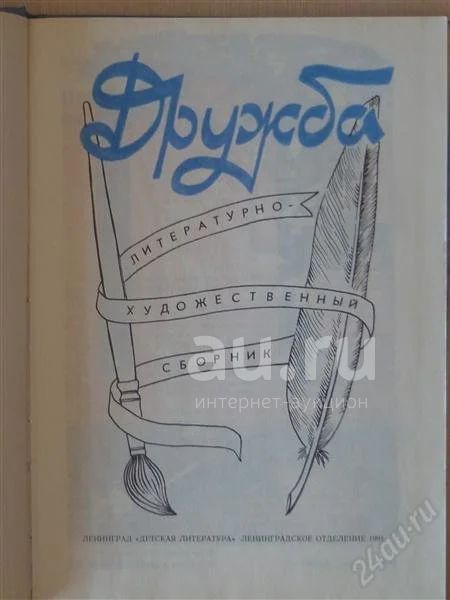 Дружба
ЛИТЕРАТУРНО-
ХУДОЖЕСТВЕННЫЙ
СБОРНИК
au.ru
интернет-аукцион
ЛЕНИНГРАД «ДЕТСКАЯ ЛИТЕРАТУРА» ЛЕНИНГРАДСКОЕ ОТДЕЛЕНИЕ
24au.ru